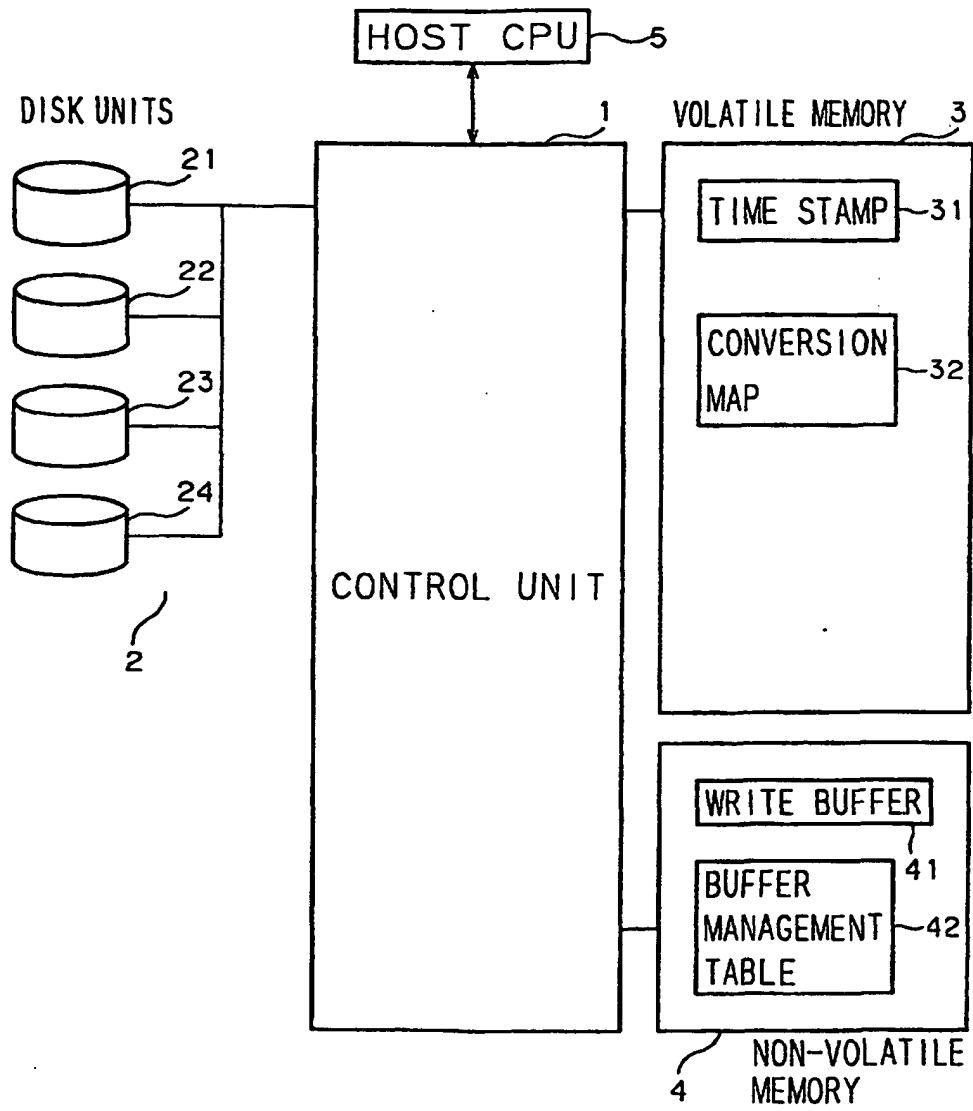 HOST CPU
5
DISK UNITS
1
VOLATILE MEMORY
3
21
TIME STAMP
31
22
CONVERSION
MAP
32
23
24
CONTROL UNIT
2
WRITE BUFFER
41
BUFFER
MANAGEMENT
TABLE
42
4
NON-VOLATILE
MEMORY